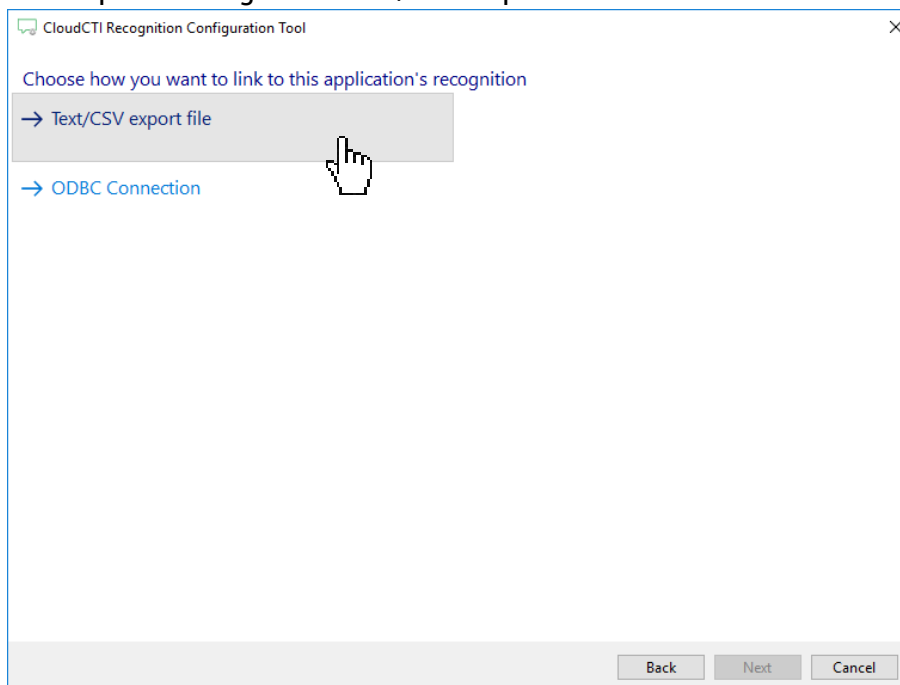 CloudCTI Recognition Configuration Tool
Choose how you want to link to this application's recognition
→ Text/CSV export file
→ ODBC Connection
Back Next Cancel